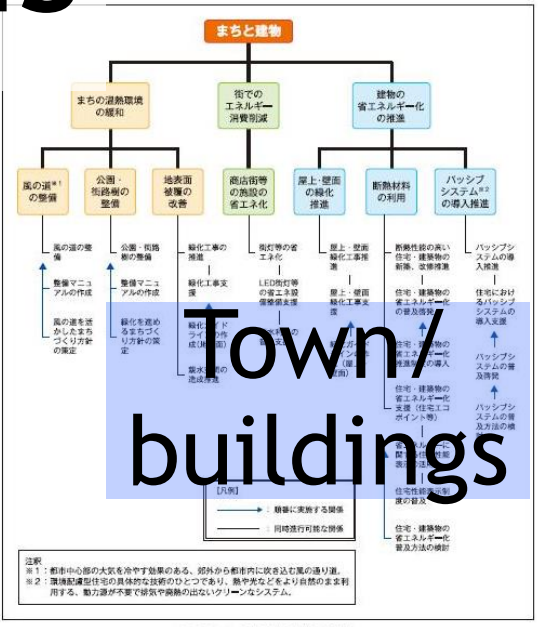 まちと建物
まちの温熱環境
の緩和
街での
エネルギー
消費削減
建物の
省エネルギー化
の推進
風の道※1
の整備
公園・
街路樹の
整備
地表面
被覆の
改善
商店街等
の施設の
省エネ化
屋上・壁面
の緑化
推進
断熱材料
の利用
パッシブ
システム※2
の導入推進
風の道の整
備
整備マニュ
アルの作成
風の道を活
かしたまち
づくり方針
の策定
公園・街路
樹の整備
整備マニュ
アルの作成
緑化を進め
るまちづく
り方針の策
定
緑化工事の
推進
緑化工事支
援
街灯等の省
エネ化
LED街灯等
の省エネ設
備整備支援
屋上・壁面
緑化工事推
進
屋上・壁面
緑化工事支
援
断熱性能の高い
住宅・建築物の
新築、改修推進
住宅・建築物の
省エネルギー化
の普及啓発
住宅・建築物
省エネルギー化
支援（住宅エコ
ポイント等）
住宅・建築物の
省エネルギー化
普及方法の検討
パッシブシ
ステムの導
入推進
住宅におけ
るパッシブ
システムの
導入支援
パッシブシ
ステムの普
及啓発
パッシブシ
ステムの普
及方法の検
Town/
buildings
【凡例】
：順番に実施する関係
：同時進行可能な関係
注釈
※1：都市中心部の大気を冷やす効果のある、郊外から都市内に吹き込む風の通り道。
※2：環境配慮型住宅の具体的な技術のひとつであり、熱や光などをより自然のまま利
用する、動力源が不要で排気や廃熱の出ないクリーンなシステム。